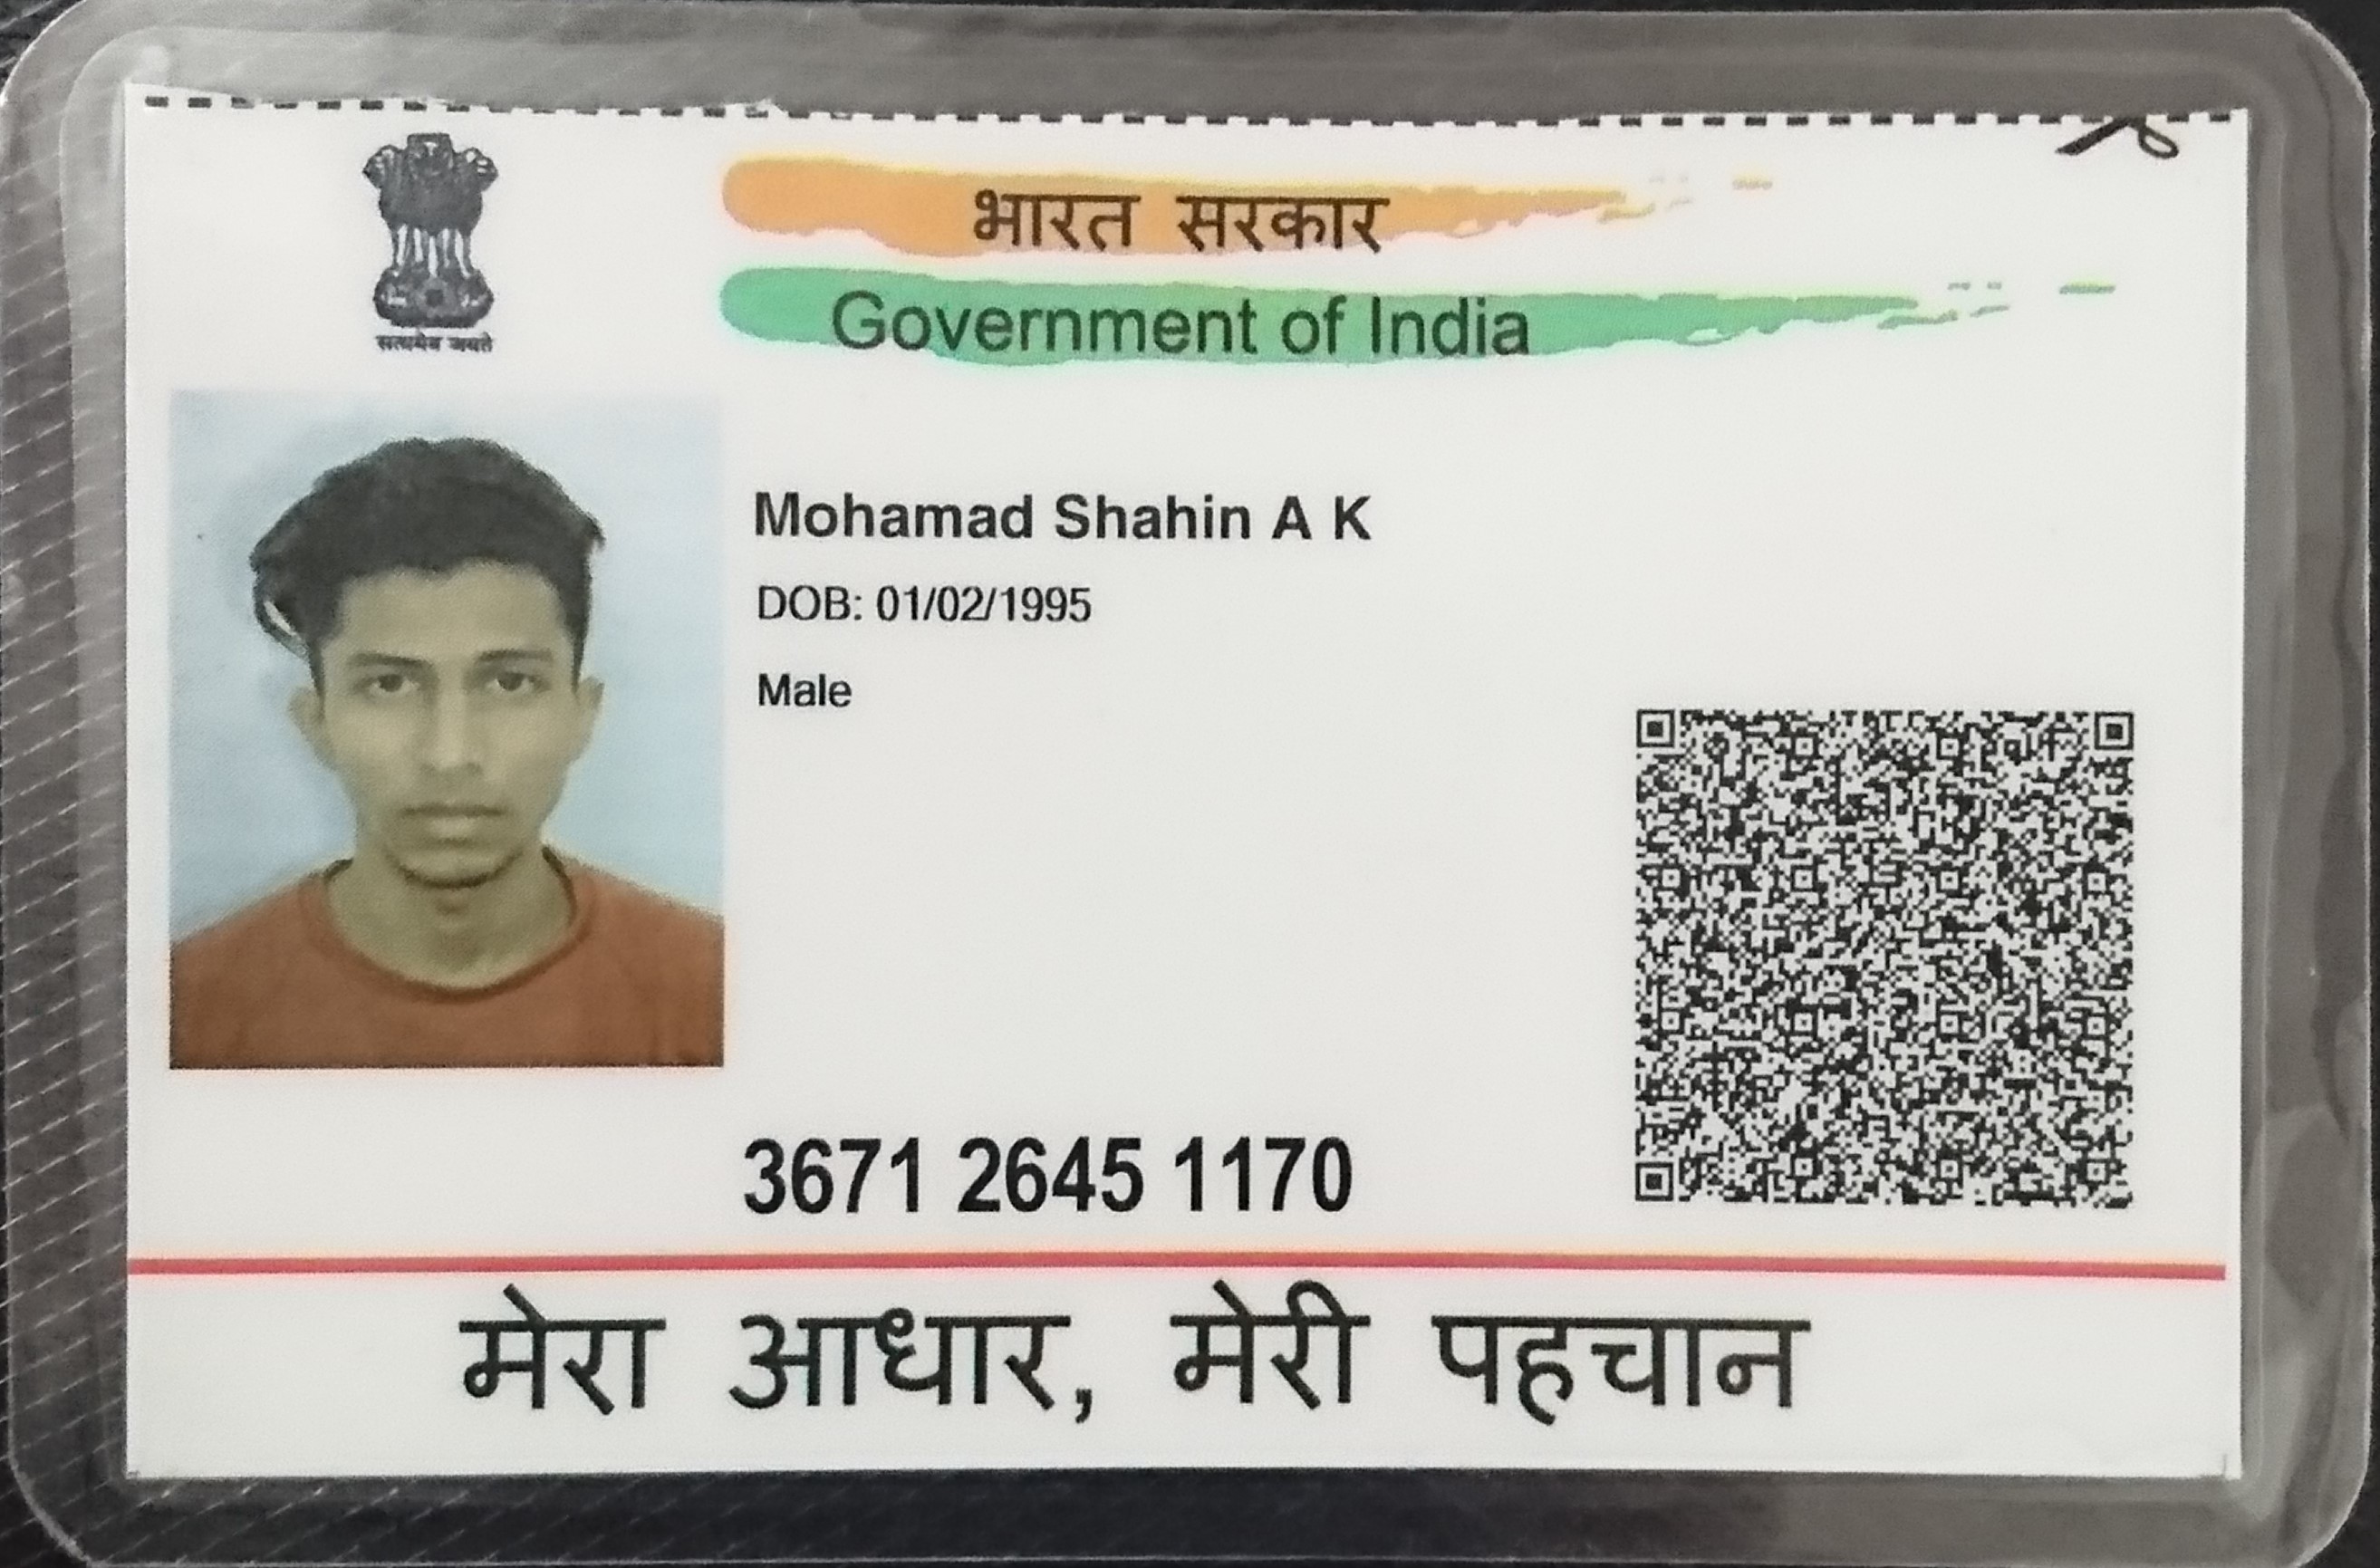 सत्यमेव जयते
भारत सरकार
Government of India
Mohamad Shahin A K
DOB: 01/02/1995
Male
3671 2645 1170
मेरा आधार, मेरी पहचान